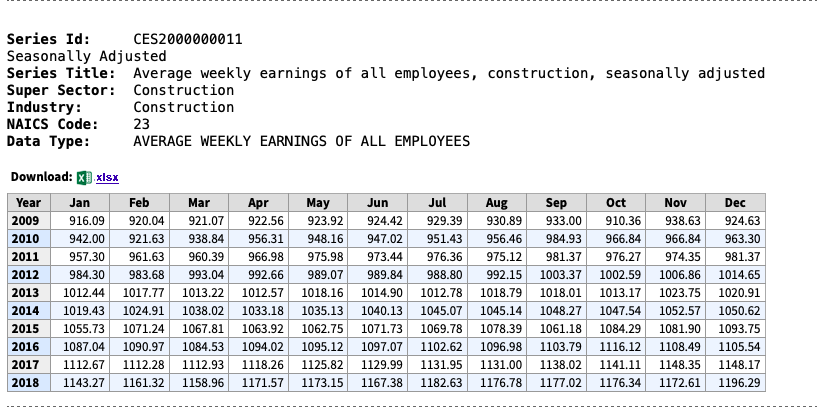 Series Id: CES2000000011
Seasonally Adjusted
Series Title: Average weekly earnings of all employees, construction, seasonally adjusted
Super Sector: Construction
Industry: Construction
NAICS Code: 23
Data Type: AVERAGE WEEKLY EARNINGS OF ALL EMPLOYEES
Download: xlsx
Year Jan Feb Mar Apr May Jun Jul Aug Sep Oct Nov Dec
2009 916.09 920.04 921.07 922.56 923.92 924.42 929.39 930.89 933.00 910.36 938.63 924.63
2010 942.00 921.63 938.84 956.31 948.16 947.02 951.43 956.46 984.93 966.84 966.84 963.30
2011 957.30 961.63 960.39 966.98 975.98 973.44 976.36 975.12 981.37 976.27 974.35 981.37
2012 984.30 983.68 993.04 992.66 989.07 989.84 988.80 992.15 1003.37 1002.59 1006.86 1014.65
2013 1012.44 1017.77 1013.22 1012.57 1018.16 1014.90 1012.78 1018.79 1018.01 1013.17 1023.75 1020.91
2014 1019.43 1024.91 1038.02 1033.18 1035.13 1040.13 1045.07 1045.14 1048.27 1047.54 1052.57 1050.62
2015 1055.73 1071.24 1067.81 1063.92 1062.75 1071.73 1069.78 1078.39 1061.18 1084.29 1081.90 1093.75
2016 1087.04 1090.97 1084.53 1094.02 1095.12 1097.07 1102.62 1096.98 1103.79 1116.12 1108.49 1105.54
2017 1112.67 1112.28 1112.93 1118.26 1125.82 1129.99 1131.95 1131.00 1138.02 1141.11 1148.35 1148.17
2018 1143.27 1161.32 1158.96 1171.57 1173.15 1167.38 1182.63 1176.78 1177.02 1176.34 1172.61 1196.29